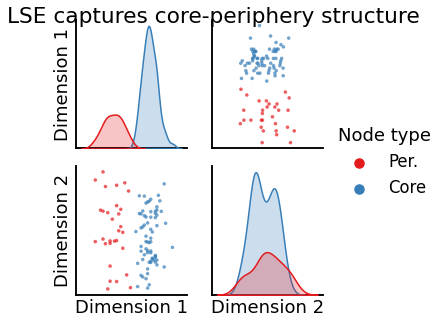 LSE captures core-periphery structure
Dimension 1
Node type
Per.
Core
Dimension 2
Dimension 1
Dimension 2